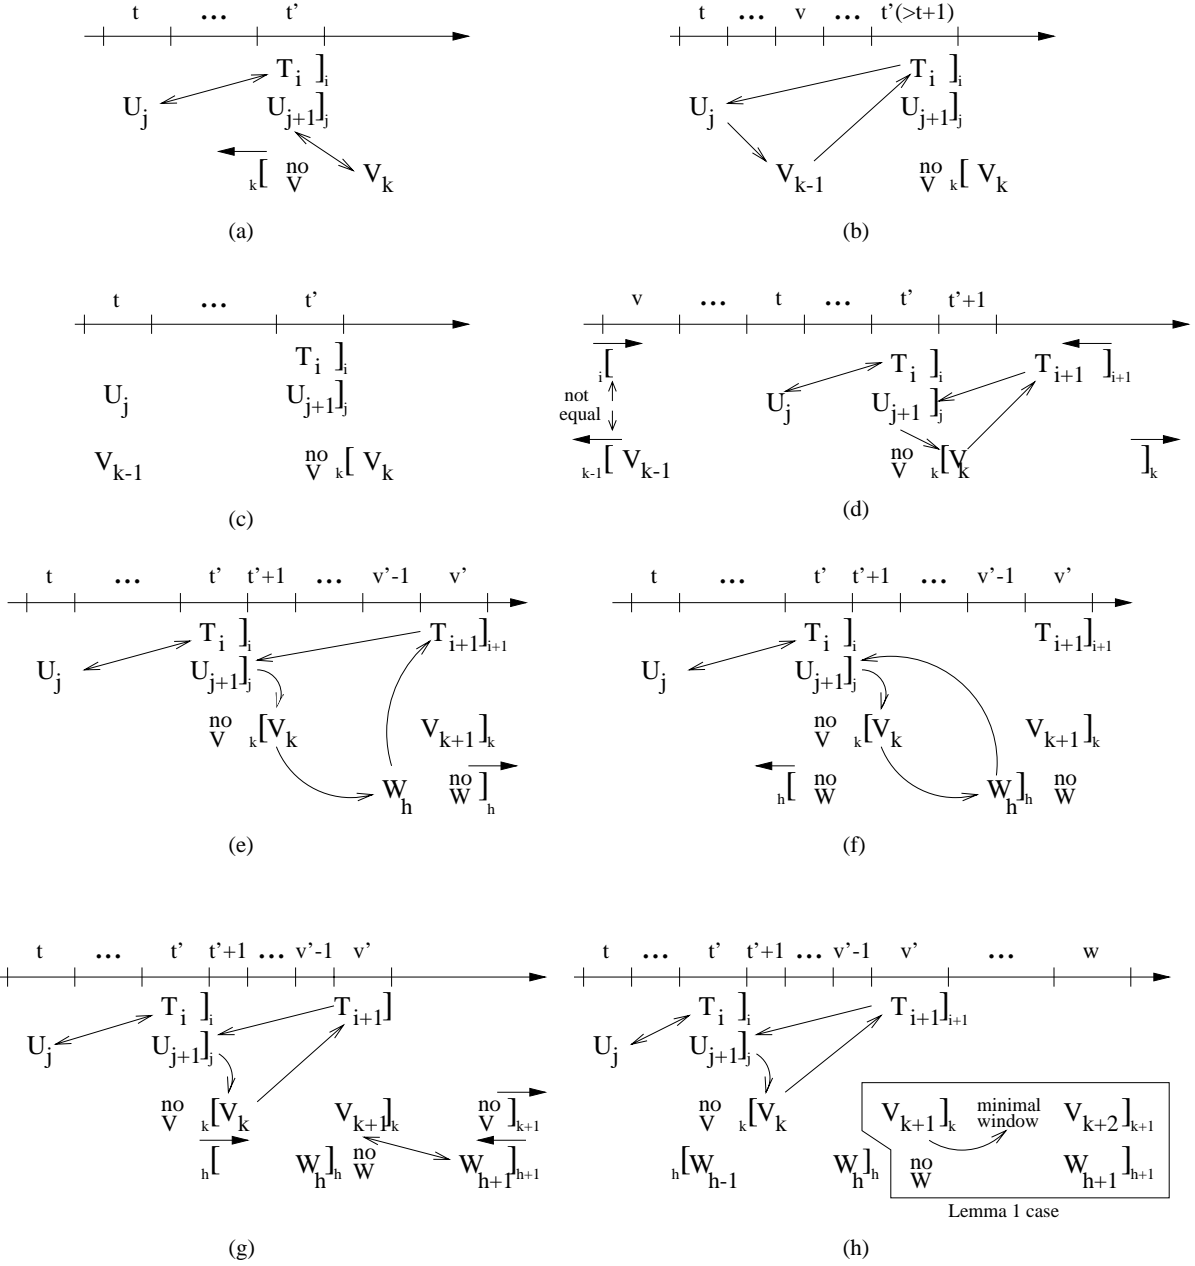 t ... t'
T_i ]_i
U_j U_{j+1} ]_j
_k[ no V V_k
(a)
t ... v ... t'(>t+1)
T_i ]_i
U_j U_{j+1} ]_j
V_{k-1} no V _k[ V_k
(b)
t ... t'
T_i ]_i
U_j U_{j+1} ]_j
V_{k-1} no V _k[ V_k
(c)
v ... t ... t' t'+1
_i[ T_i ]_i T_{i+1} ]_{i+1}
not equal U_j U_{j+1} ]_j
_{k-1}[ V_{k-1} no V _k[ V_k ]_k
(d)
t ... t' t'+1 ... v'-1 v'
T_i ]_i T_{i+1} ]_{i+1}
U_j U_{j+1} ]_j
no V _k[ V_k V_{k+1} ]_k
W_h no W ]_h
(e)
t ... t' t'+1 ... v'-1 v'
T_i ]_i T_{i+1} ]_{i+1}
U_j U_{j+1} ]_j
no V _k[ V_k V_{k+1} ]_k
_h[ no W W_h ]_h no W
(f)
t ... t' t'+1 ... v'-1 v'
T_i ]_i T_{i+1} ]
U_j U_{j+1} ]_j
no V _k[ V_k V_{k+1} ]_k no V ]_{k+1}
_h[ W_h ]_h no W W_{h+1} ]_{h+1}
(g)
t ... t' t'+1 ... v'-1 v' ... w
T_i ]_i T_{i+1} ]_{i+1}
U_j U_{j+1} ]_j
no V _k[ V_k V_{k+1} ]_k minimal window V_{k+2} ]_{k+1}
_h[ W_{h-1} W_h ]_h no W W_{h+1} ]_{h+1}
Lemma 1 case
(h)